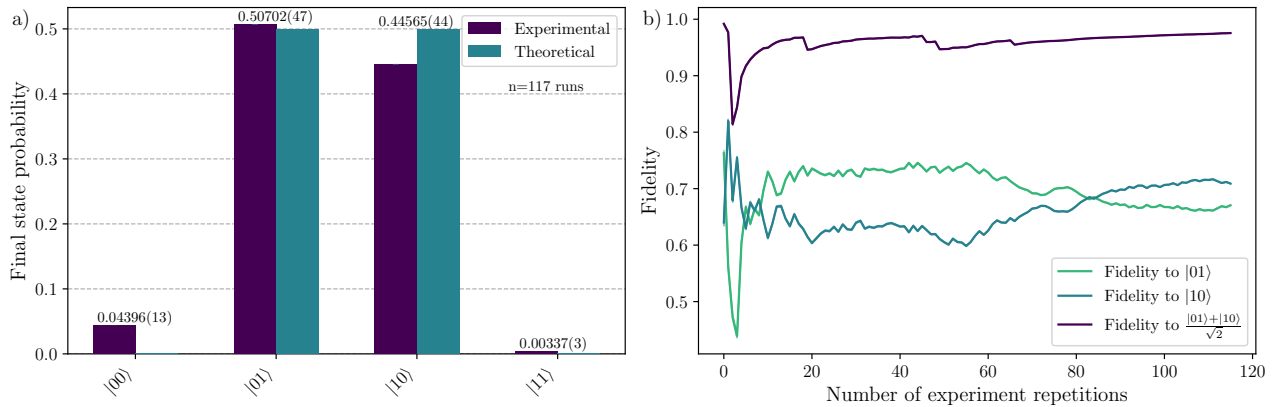 a)
Final state probability
0.5
0.4
0.3
0.2
0.1
0.0
0.04396(13)
0.50702(47)
0.44565(44)
0.00337(3)
Experimental
Theoretical
n=117 runs
|00⟩
|01⟩
|10⟩
|11⟩
b)
Fidelity
1.0
0.9
0.8
0.7
0.6
0.5
Fidelity to |01⟩
Fidelity to |10⟩
Fidelity to |01⟩+|10⟩/√2
0
20
40
60
80
100
120
Number of experiment repetitions